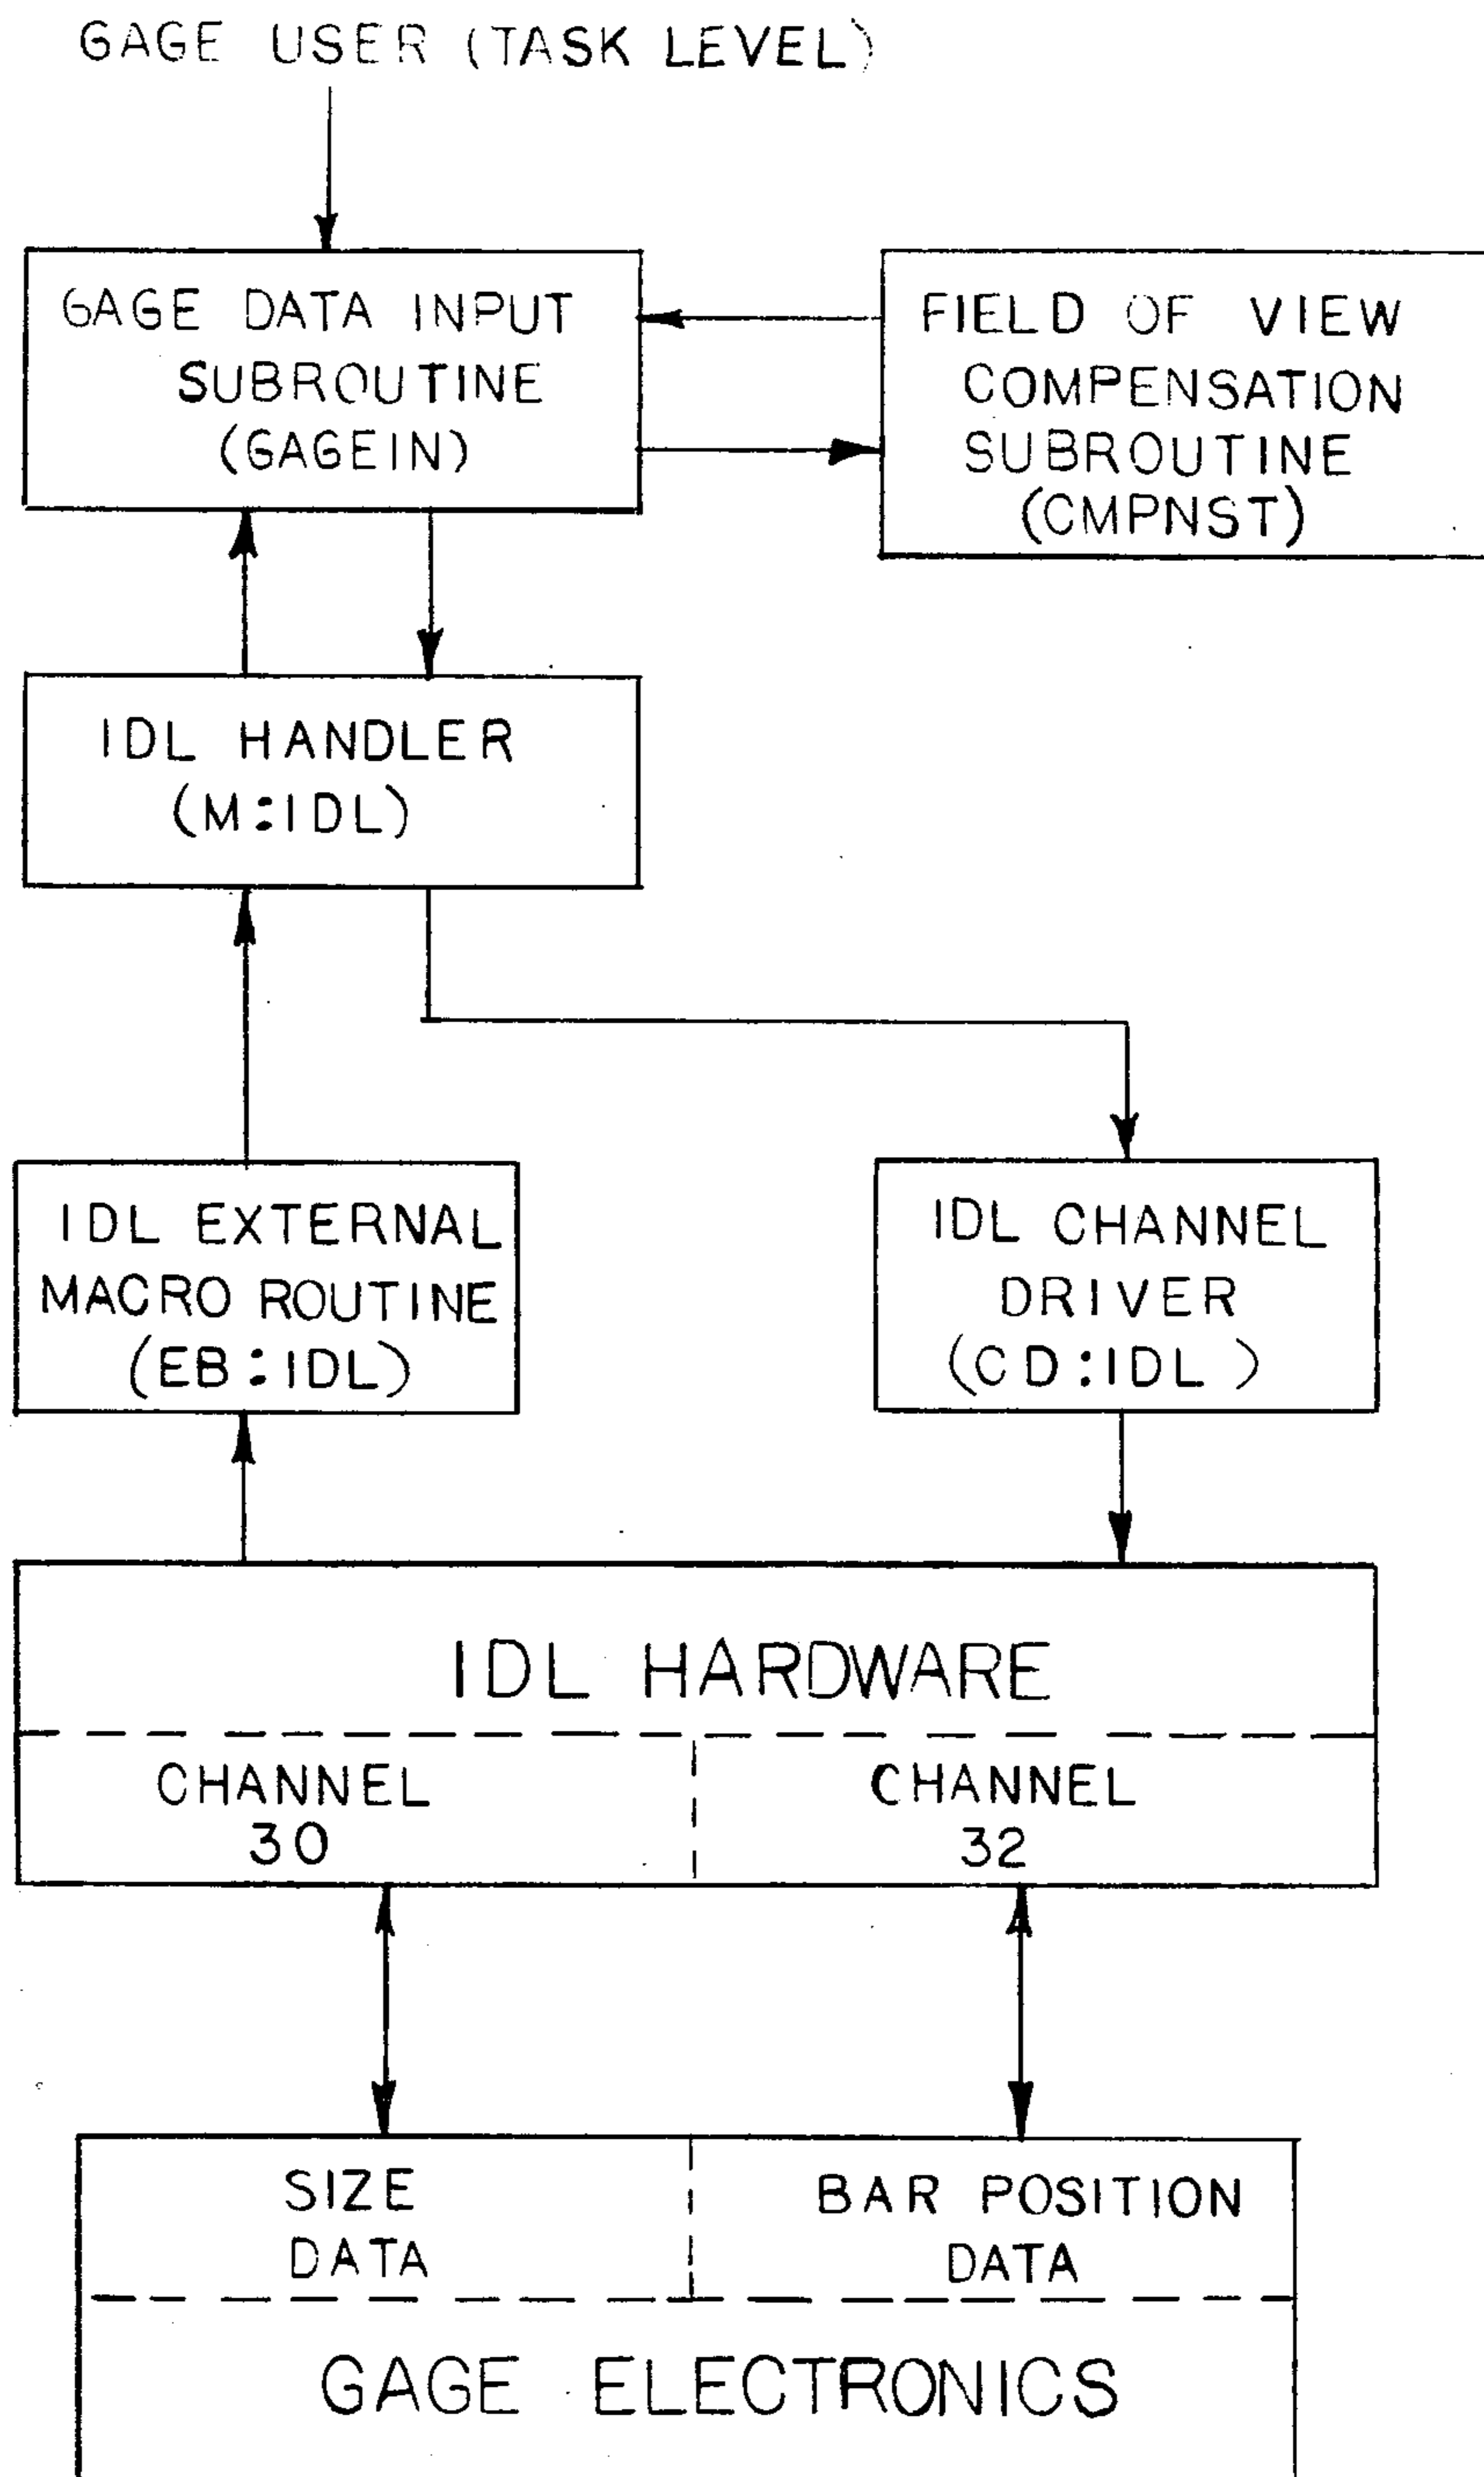 GAGE USER (TASK LEVEL)
GAGE DATA INPUT
SUBROUTINE
(GAGEIN)
FIELD OF VIEW
COMPENSATION
SUBROUTINE
(CMPNST)
IDL HANDLER
(M:IDL)
IDL EXTERNAL
MACRO ROUTINE
(EB:IDL)
IDL CHANNEL
DRIVER
(CD:IDL)
IDL HARDWARE
CHANNEL
30
CHANNEL
32
SIZE
DATA
BAR POSITION
DATA
GAGE ELECTRONICS